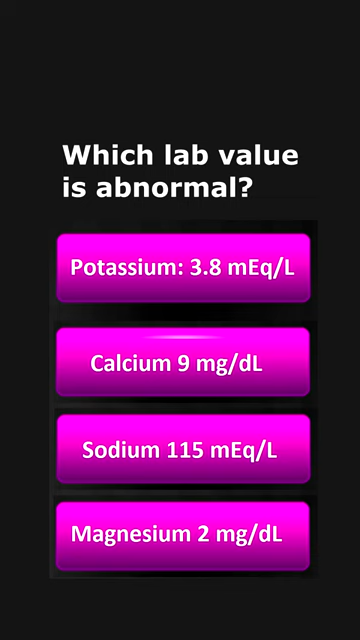 Which lab value
is abnormal?
Potassium: 3.8 mEq/L
Calcium 9 mg/dL
Sodium 115 mEq/L
Magnesium 2 mg/dL